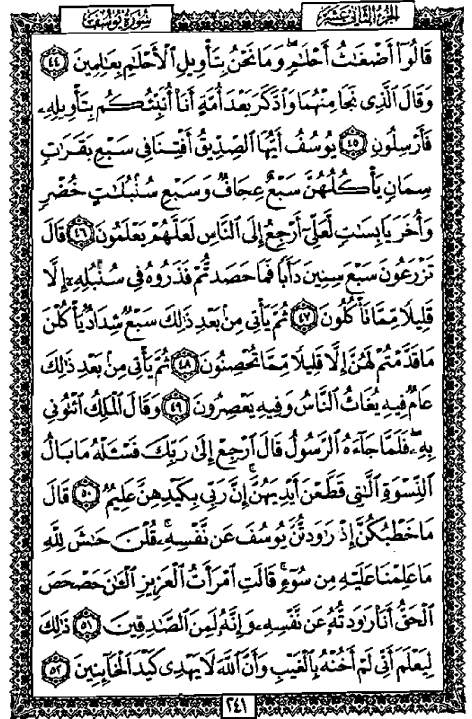 الجزء الثاني عشر
سورة يوسف
قَالُوٓا۟ أَضْغَـٰثُ أَحْلَـٰمٍۢ ۖ وَمَا نَحْنُ بِتَأْوِيلِ ٱلْأَحْلَـٰمِ بِعَـٰلِمِينَ ٤٤
وَقَالَ ٱلَّذِى نَجَا مِنْهُمَا وَٱدَّكَرَ بَعْدَ أُمَّةٍ أَنَا۠ أُنَبِّئُكُم بِتَأْوِيلِهِۦ
فَأَرْسِلُونِ ٤٥ يُوسُفُ أَيُّهَا ٱلصِّدِّيقُ أَفْتِنَا فِى سَبْعِ بَقَرَٰتٍۢ
سِمَانٍۢ يَأْكُلُهُنَّ سَبْعٌ عِجَافٌۭ وَسَبْعِ سُنۢبُلَـٰتٍ خُضْرٍۢ
وَأُخَرَ يَابِسَـٰتٍۢ لَّعَلِّىٓ أَرْجِعُ إِلَى ٱلنَّاسِ لَعَلَّهُمْ يَعْلَمُونَ ٤٦ قَالَ
تَزْرَعُونَ سَبْعَ سِنِينَ دَأَبًۭا فَمَا حَصَدتُّمْ فَذَرُوهُ فِى سُنۢبُلِهِۦٓ إِلَّا
قَلِيلًۭا مِّمَّا تَأْكُلُونَ ٤٧ ثُمَّ يَأْتِى مِنۢ بَعْدِ ذَٰلِكَ سَبْعٌۭ شِدَادٌۭ يَأْكُلْنَ
مَا قَدَّمْتُمْ لَهُنَّ إِلَّا قَلِيلًۭا مِّمَّا تُحْصِنُونَ ٤٨ ثُمَّ يَأْتِى مِنۢ بَعْدِ ذَٰلِكَ
عَامٌۭ فِيهِ يُغَاثُ ٱلنَّاسُ وَفِيهِ يَعْصِرُونَ ٤٩ وَقَالَ ٱلْمَلِكُ ٱئْتُونِى
بِهِۦ ۖ فَلَمَّا جَآءَهُ ٱلرَّسُولُ قَالَ ٱرْجِعْ إِلَىٰ رَبِّكَ فَسْـَٔلْهُ مَا بَالُ
ٱلنِّسْوَةِ ٱلَّـٰتِى قَطَّعْنَ أَيْدِيَهُنَّ ۚ إِنَّ رَبِّى بِكَيْدِهِنَّ عَلِيمٌۭ ٥٠ قَالَ
مَا خَطْبُكُنَّ إِذْ رَٰوَدتُّنَّ يُوسُفَ عَن نَّفْسِهِۦ ۚ قُلْنَ حَـٰشَ لِلَّهِ
مَا عَلِمْنَا عَلَيْهِ مِن سُوٓءٍۢ ۚ قَالَتِ ٱمْرَأَتُ ٱلْعَزِيزِ ٱلْـَٔـٰنَ حَصْحَصَ
ٱلْحَقُّ أَنَا۠ رَٰوَدتُّهُۥ عَن نَّفْسِهِۦ وَإِنَّهُۥ لَمِنَ ٱلصَّـٰدِقِينَ ٥١ ذَٰلِكَ
لِيَعْلَمَ أَنِّى لَمْ أَخُنْهُ بِٱلْغَيْبِ وَأَنَّ ٱللَّهَ لَا يَهْدِى كَيْدَ ٱلْخَآئِنِينَ ٥٢
٢٤١